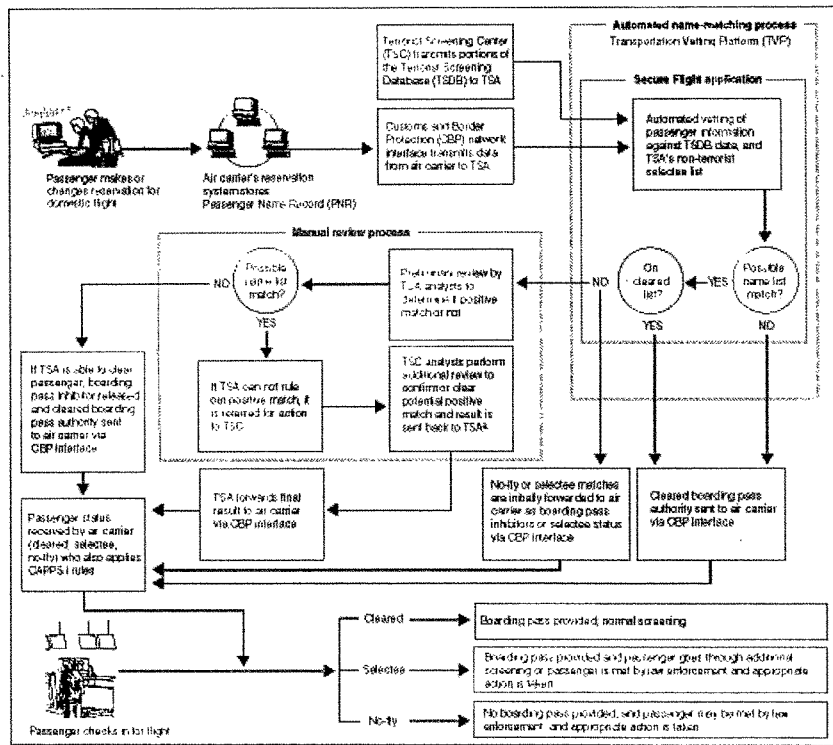 Automated name-matching process
Transportation Vetting Platform (TVP)
Secure Flight application
Terrorist Screening Center
(TSC) transmits portions of
the Terrorist Screening
Database (TSDB) to TSA
Customs and Border
Protection (CBP) network
interface transmits data
from air carrier to TSA
Automated vetting of
passenger information
against TSDB data, and
TSA's non-terrorist
selectee list
Passenger makes or
changes reservation for
domestic flight
Air carrier's reservation
system stores
Passenger Name Record (PNR)
Manual review process
Possible
name list
match?
NO
YES
Preliminary review by
TSA analysts to
determine if positive
match or not
NO
On
cleared
list?
YES
YES
Possible
name list
match?
NO
If TSA is able to clear
passenger, boarding
pass inhibitor released
and cleared boarding
pass authority sent
to air carrier via
CBP Interface
If TSA can not rule
out positive match, it
is referred for action
to TSC
TSC analysts perform
additional review to
confirm or clear
potential positive
match and result is
sent back to TSA
TSA forwards final
result to air carrier
via CBP interface
No-fly or selectee matches
are initially forwarded to air
carrier as boarding pass
inhibitors or selectee status
via CBP interface
Cleared boarding pass
authority sent to air carrier
via CBP Interface
Passenger status
received by air carrier
(cleared, selectee,
no-fly) who also applies
CAPPS I rules
Passenger checks in for flight
Cleared
Boarding pass provided, normal screening
Selectee
Boarding pass provided and passenger goes through additional
screening or passenger is met by law enforcement and appropriate
action is taken
No-fly
No boarding pass provided, and passenger may be met by law
enforcement and appropriate action is taken